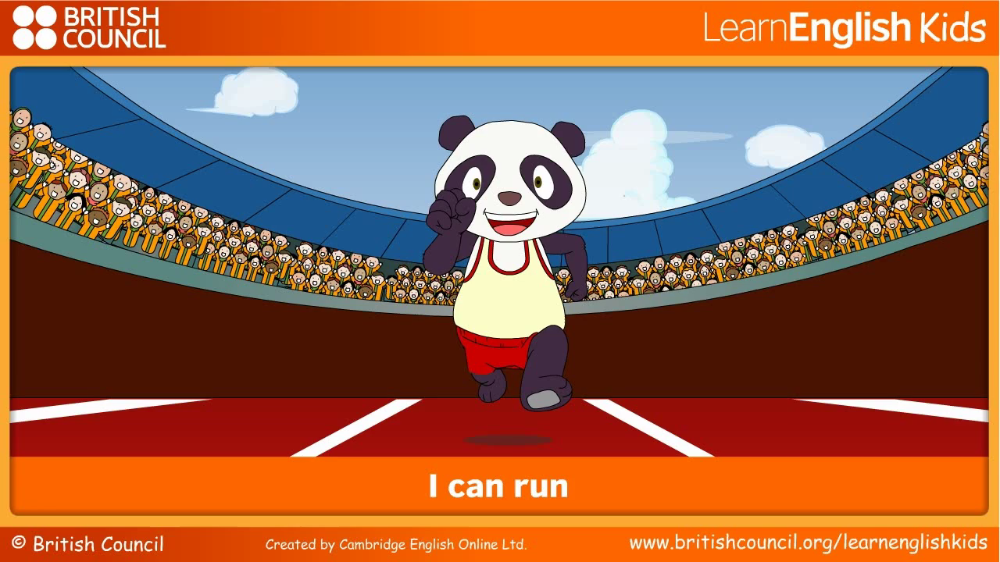 BRITISH
COUNCIL
LearnEnglish Kids
I can run
© British Council
Created by Cambridge English Online Ltd.
www.britishcouncil.org/learnenglishkids